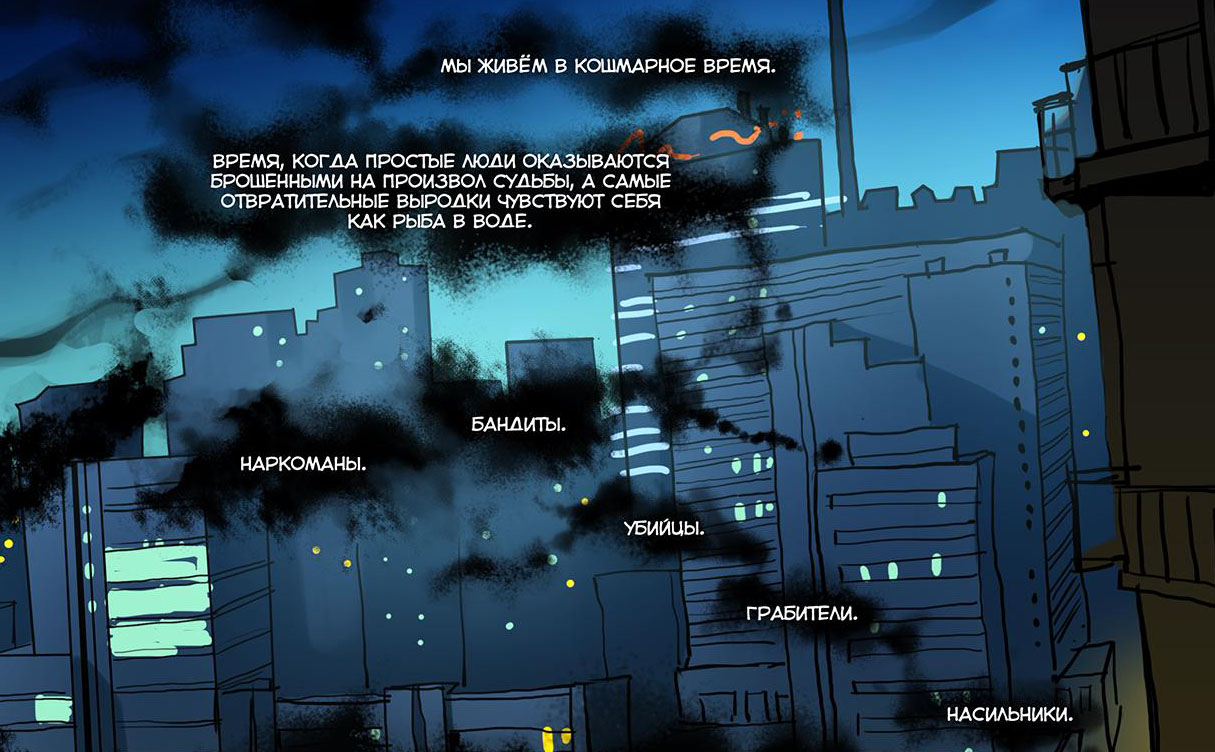 МЫ ЖИВЁМ В КОШМАРНОЕ ВРЕМЯ.
ВРЕМЯ, КОГДА ПРОСТЫЕ ЛЮДИ ОКАЗЫВАЮТСЯ
БРОШЕННЫМИ НА ПРОИЗВОЛ СУДЬБЫ, А САМЫЕ
ОТВРАТИТЕЛЬНЫЕ ВЫРОДКИ ЧУВСТВУЮТ СЕБЯ
КАК РЫБА В ВОДЕ.
БАНДИТЫ.
НАРКОМАНЫ.
УБИЙЦЫ.
ГРАБИТЕЛИ.
НАСИЛЬНИКИ.